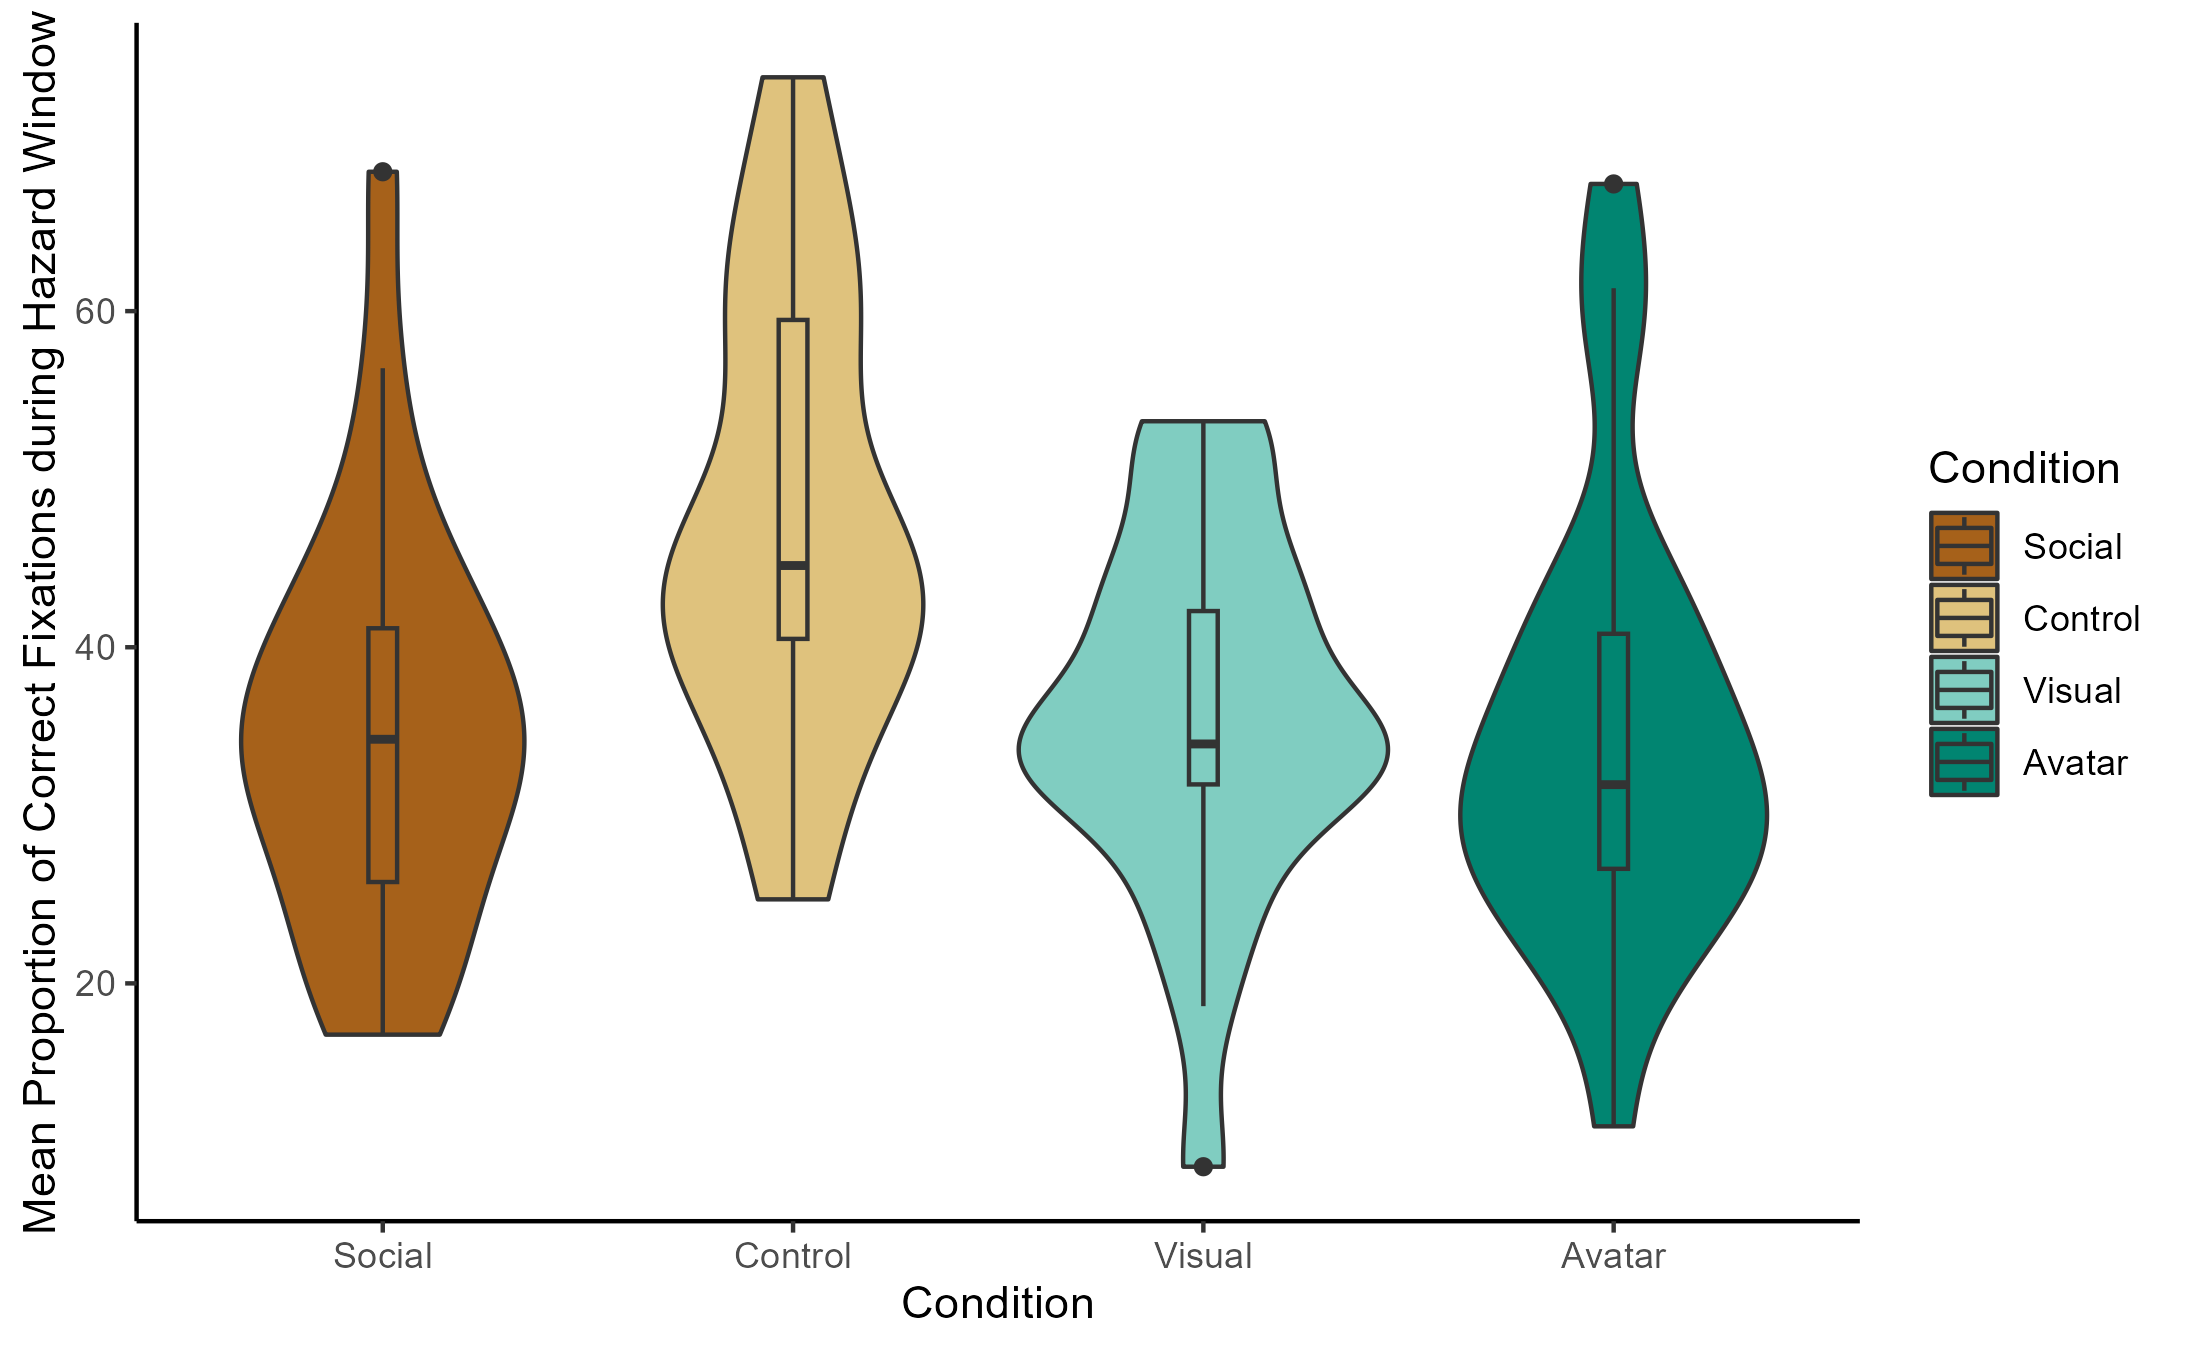 Mean Proportion of Correct Fixations during Hazard Window
60
40
20
Social
Control
Visual
Avatar
Condition
Condition
Social
Control
Visual
Avatar